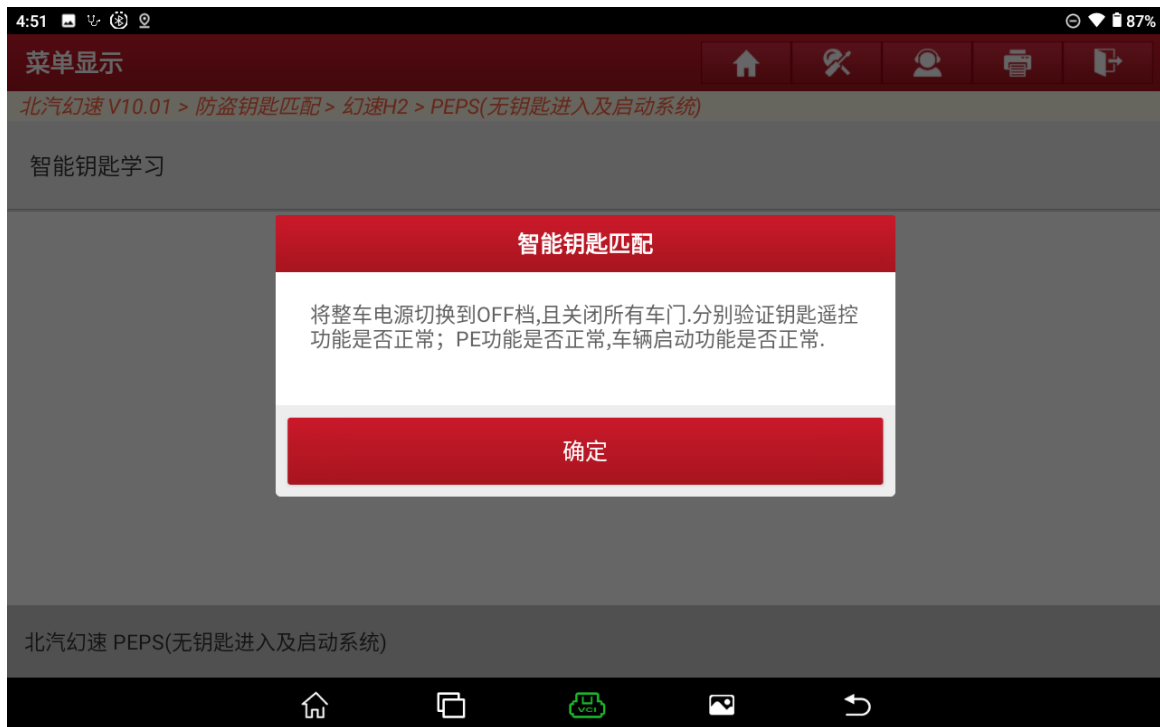 4:51
87%
菜单显示
北汽幻速 V10.01 > 防盗钥匙匹配 > 幻速H2 > PEPS(无钥匙进入及启动系统)
智能钥匙学习
智能钥匙匹配
将整车电源切换到OFF档,且关闭所有车门.分别验证钥匙遥控
功能是否正常；PE功能是否正常,车辆启动功能是否正常.
确定
北汽幻速 PEPS(无钥匙进入及启动系统)
VCI